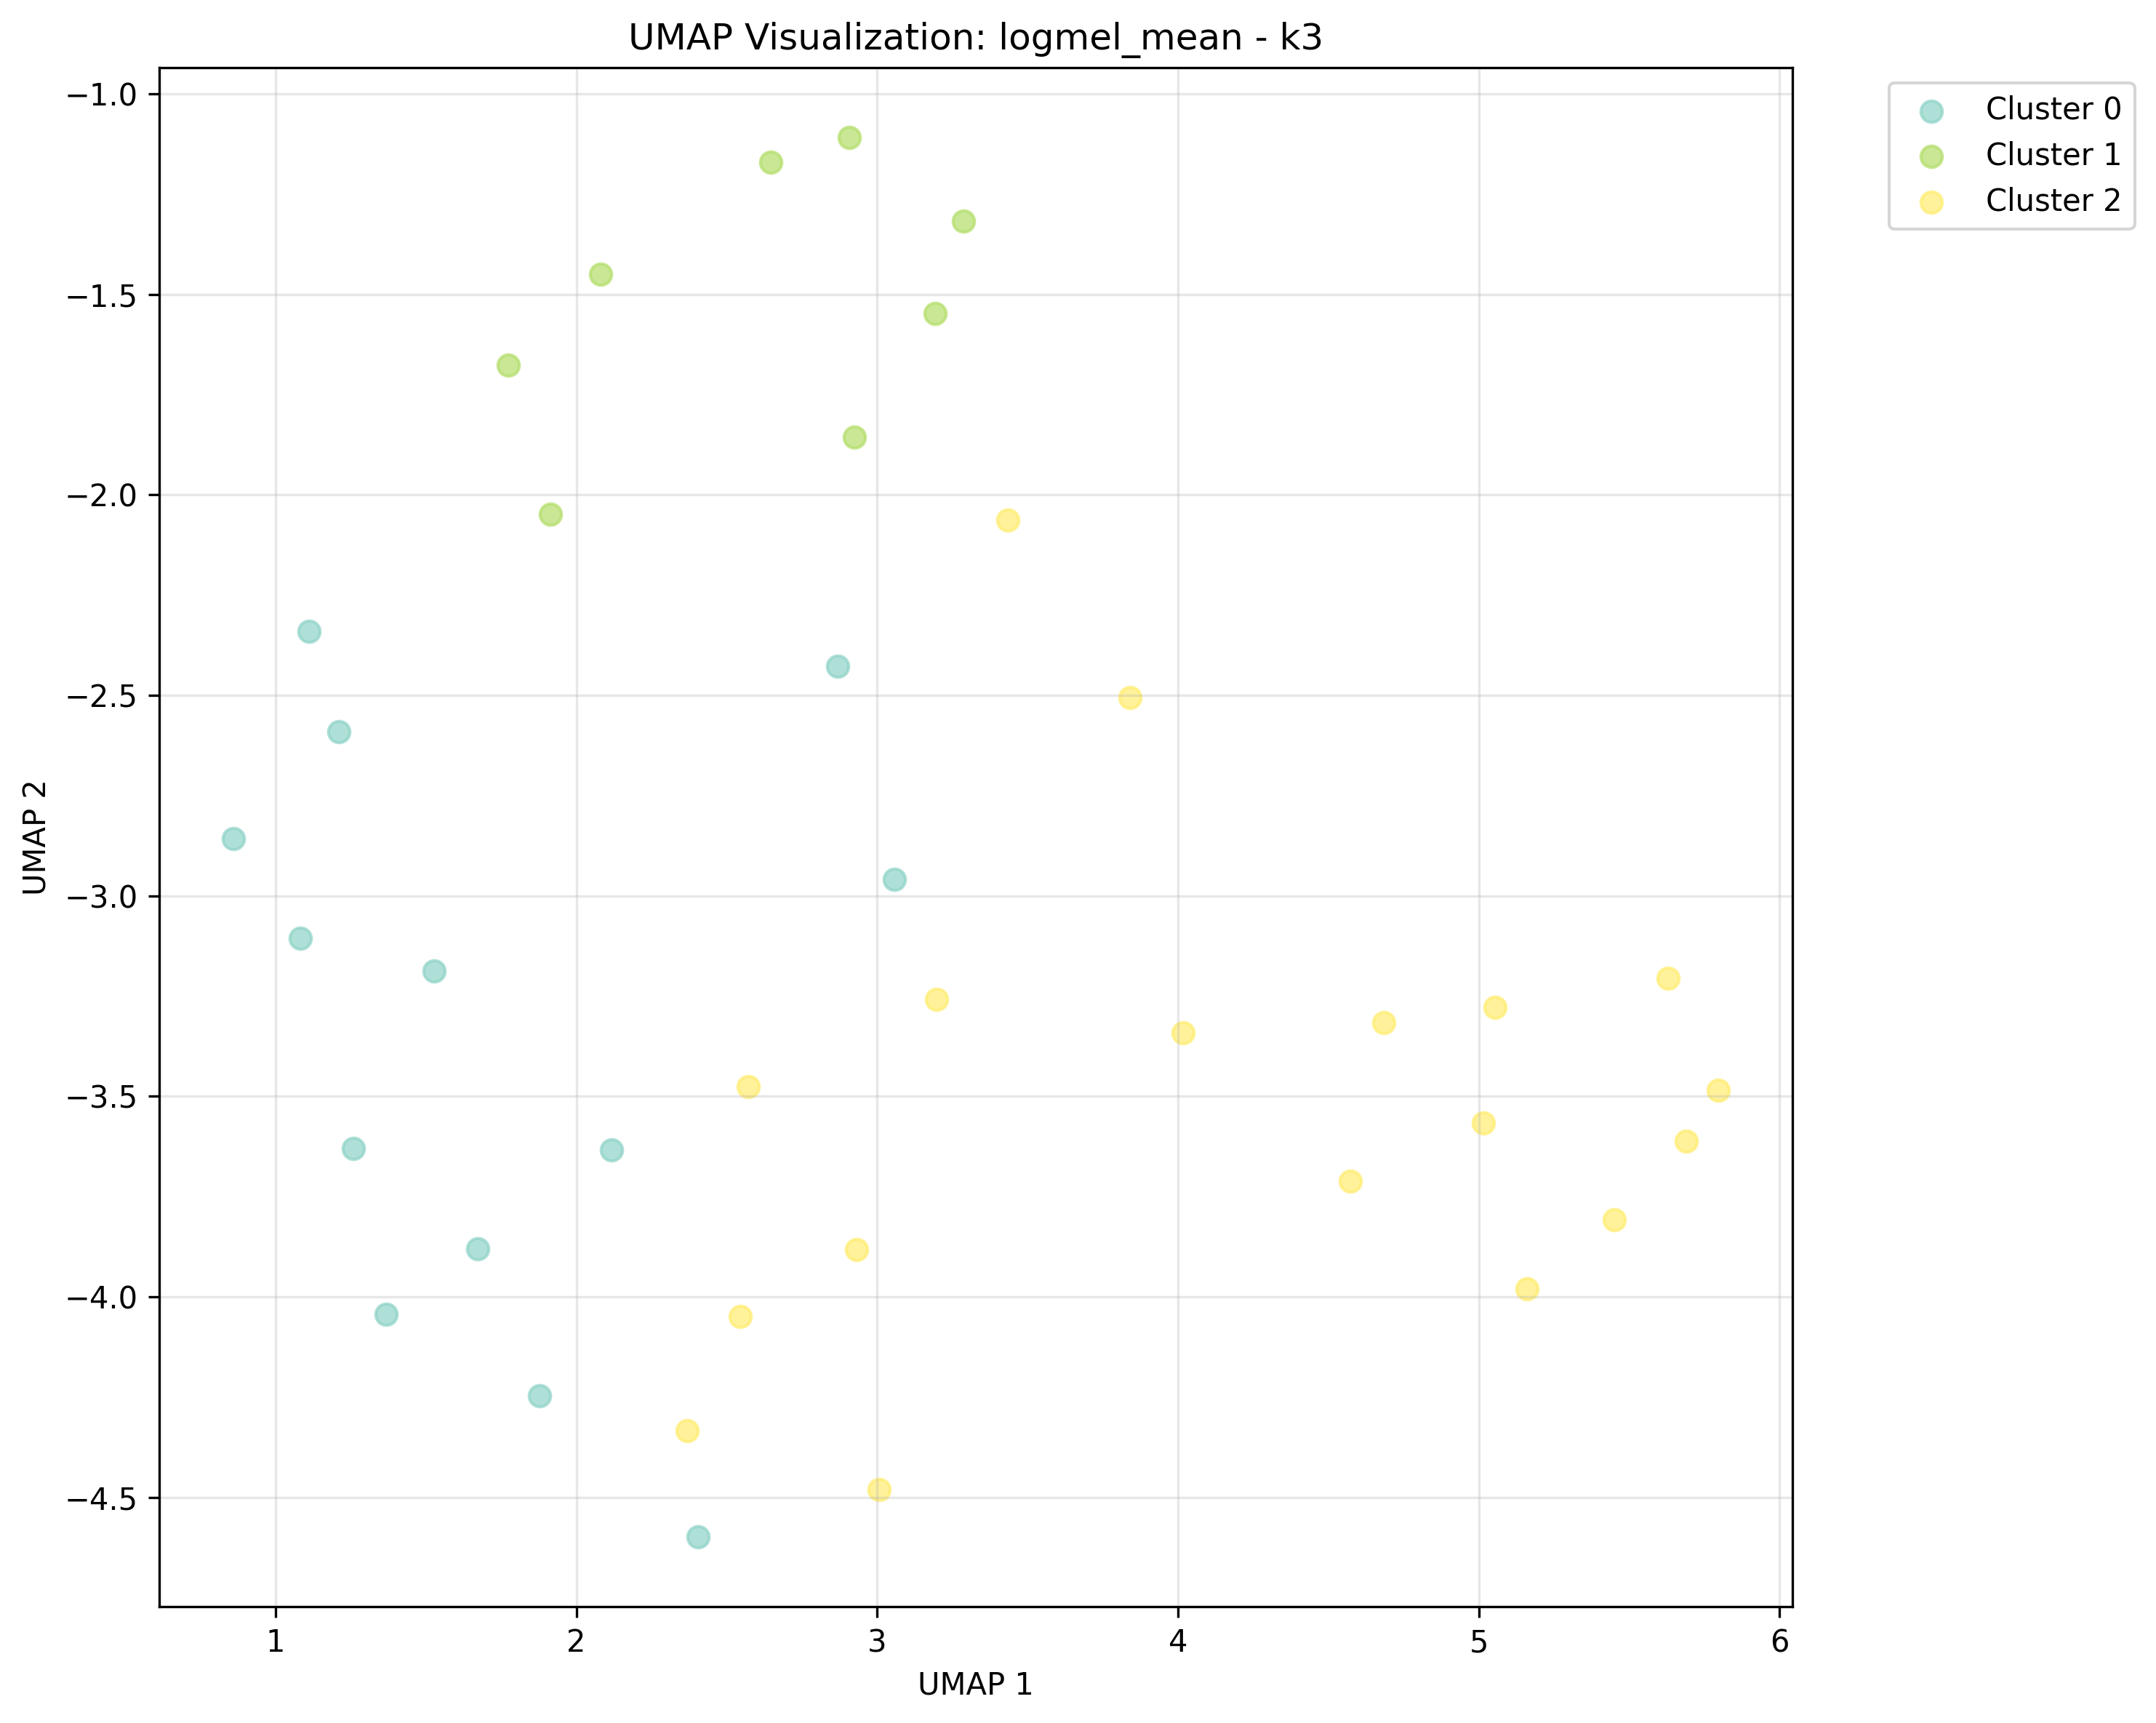 UMAP Visualization: logmel_mean - k3
Cluster 0
Cluster 1
Cluster 2
−1.0
−1.5
−2.0
−2.5
−3.0
−3.5
−4.0
−4.5
UMAP 2
1 2 3 4 5 6
UMAP 1